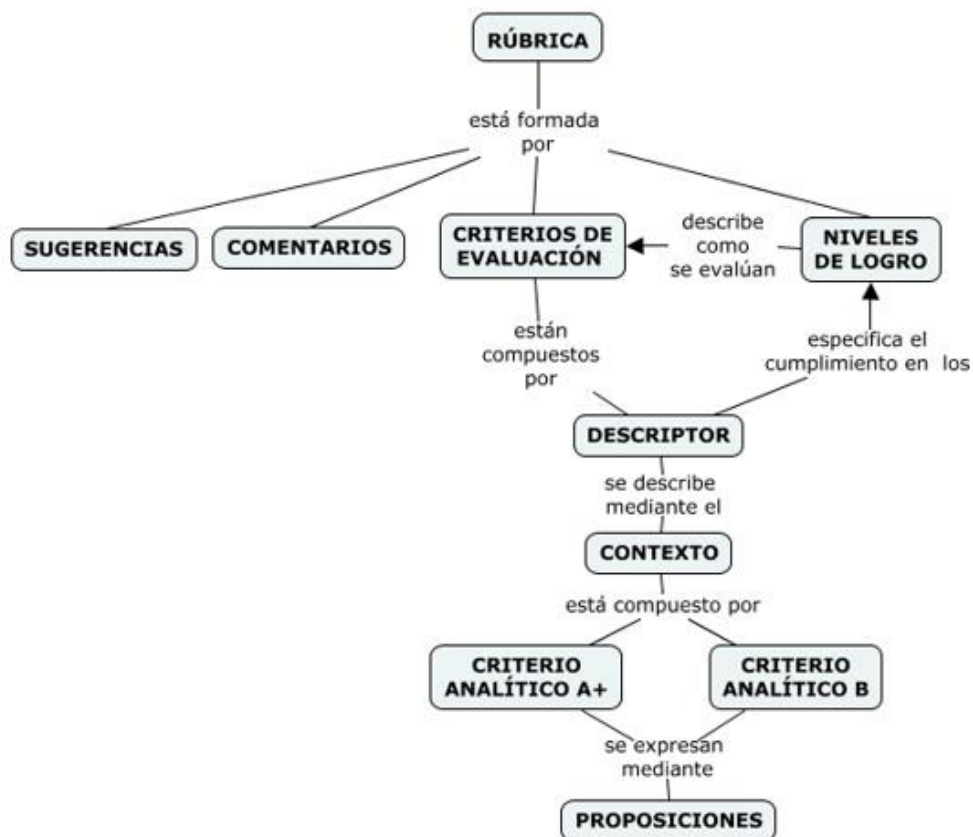 RÚBRICA
está formada
por
SUGERENCIAS
COMENTARIOS
CRITERIOS DE
EVALUACIÓN
describe
como
se evalúan
NIVELES
DE LOGRO
están
compuestos
por
especifica el
cumplimiento en los
DESCRIPTOR
se describe
mediante el
CONTEXTO
está compuesto por
CRITERIO
ANALÍTICO A+
CRITERIO
ANALÍTICO B
se expresan
mediante
PROPOSICIONES